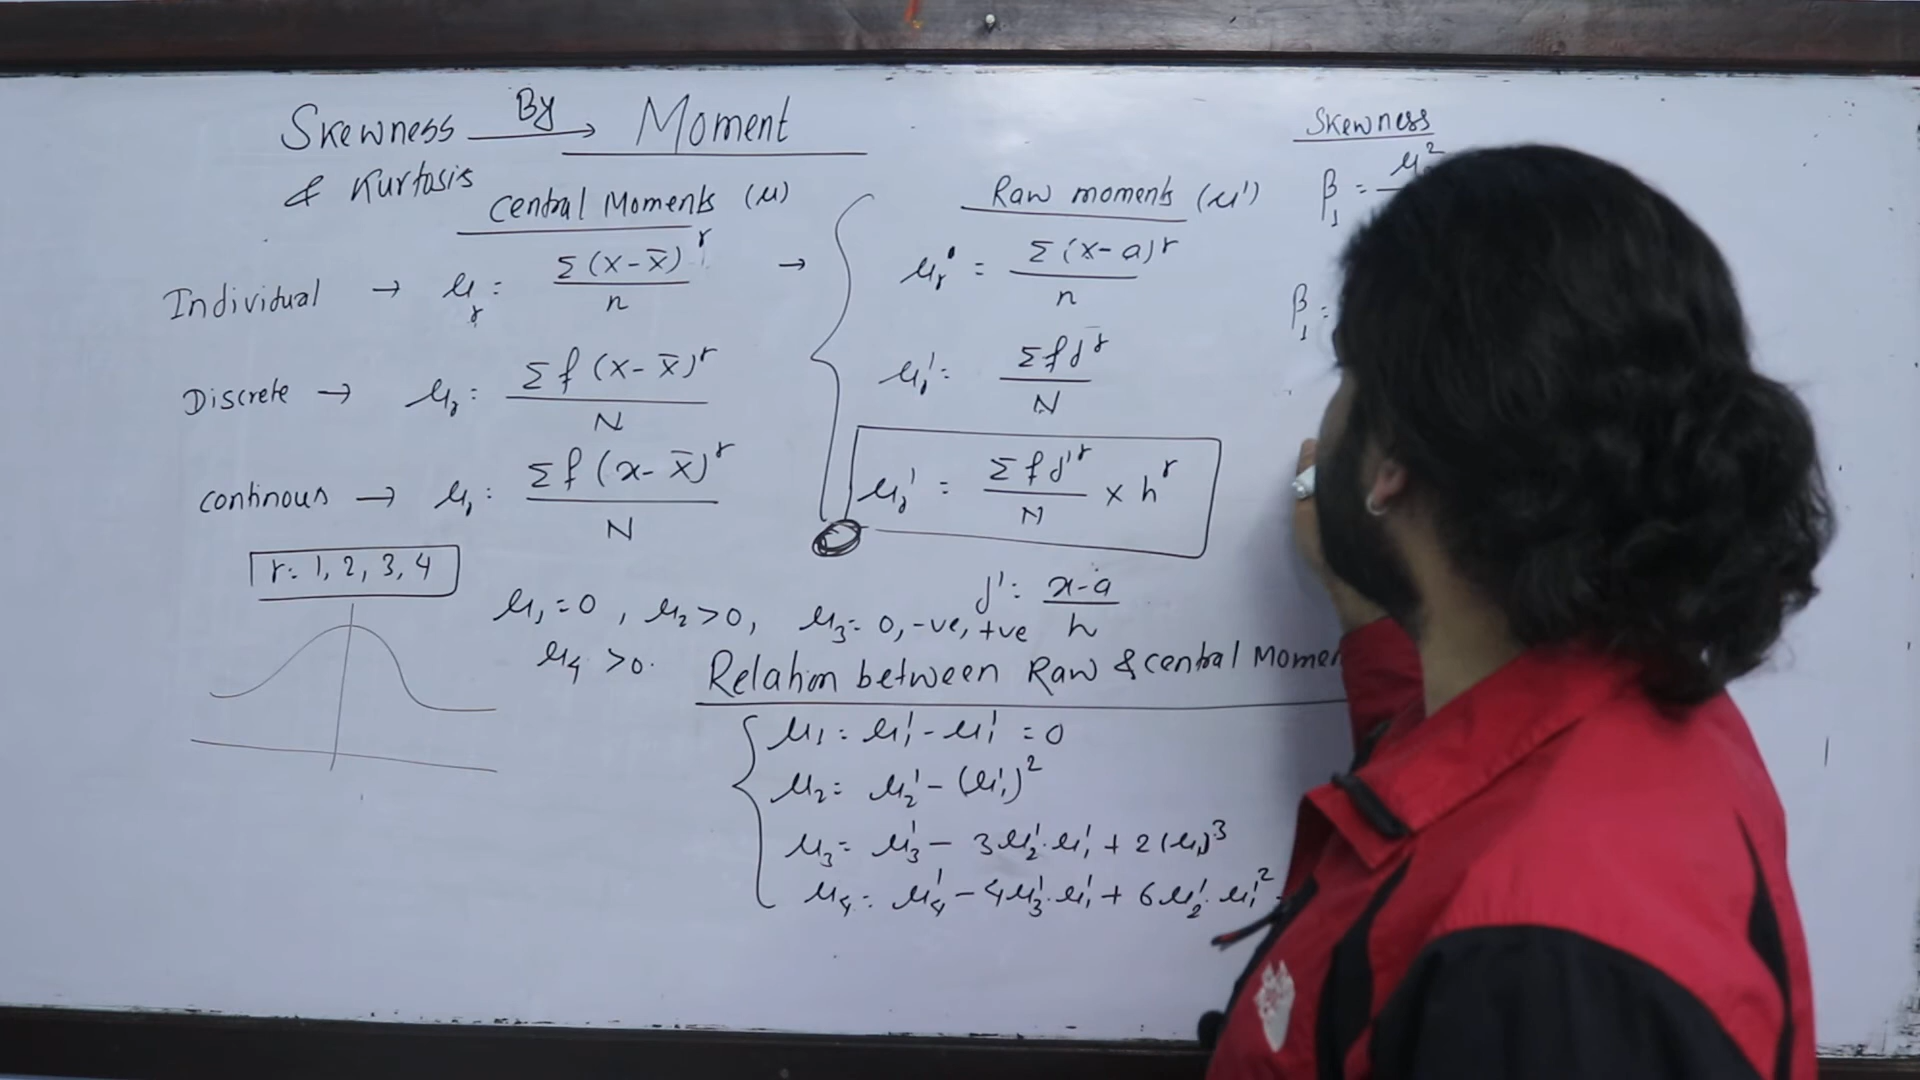 Skewness By → Moment
& Kurtosis
Central Moments (μ)
Individual → μᵣ = Σ(x-x̄)ʳ / n →
Discrete → μᵣ = Σf(x-x̄)ʳ / N
continous → μᵣ = Σf(x-x̄)ʳ / N
r = 1, 2, 3, 4
μ₁ = 0, μ₂ > 0, μ₃ = 0, -ve, +ve
μ₄ > 0.
Raw moments (μ')
μᵣ' = Σ(x-a)ʳ / n
μᵣ' = Σfdʳ / N
μᵣ' = Σfd'ʳ / N × hʳ
d' = x-a / h
Relation between Raw & central Momen
μ₁ = μ₁' - μ₁' = 0
μ₂ = μ₂' - (μ₁')²
μ₃ = μ₃' - 3μ₂'.μ₁' + 2(μ₁')³
μ₄ = μ₄' - 4μ₃'.μ₁' + 6μ₂'.μ₁'² -
Skewness
β₁ = μ²
β₁ =